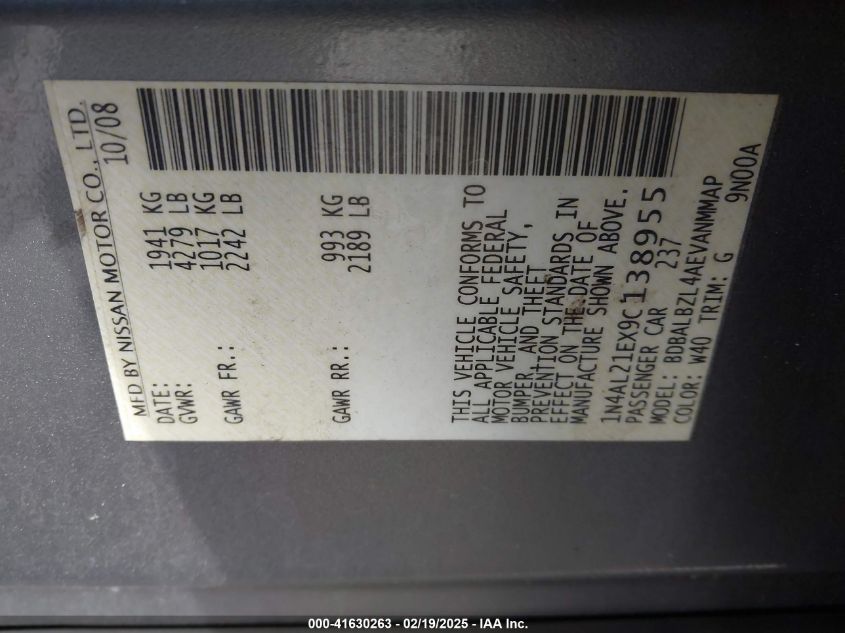 MFD BY NISSAN MOTOR CO., LTD.
DATE: 10/08
GVWR: 1941 KG
4279 LB
GAWR FR.: 1017 KG
2242 LB
GAWR RR.: 993 KG
2189 LB
THIS VEHICLE CONFORMS TO
ALL APPLICABLE FEDERAL
MOTOR VEHICLE SAFETY,
BUMPER, AND THEFT
PREVENTION STANDARDS IN
EFFECT ON THE DATE OF
MANUFACTURE SHOWN ABOVE.
1N4AL21EX9C138955
PASSENGER CAR 237
MODEL: BDBALBZL4AEVANMMAP
COLOR: W40 TRIM: G 9N00A
000-41630263 - 02/19/2025 - IAA Inc.